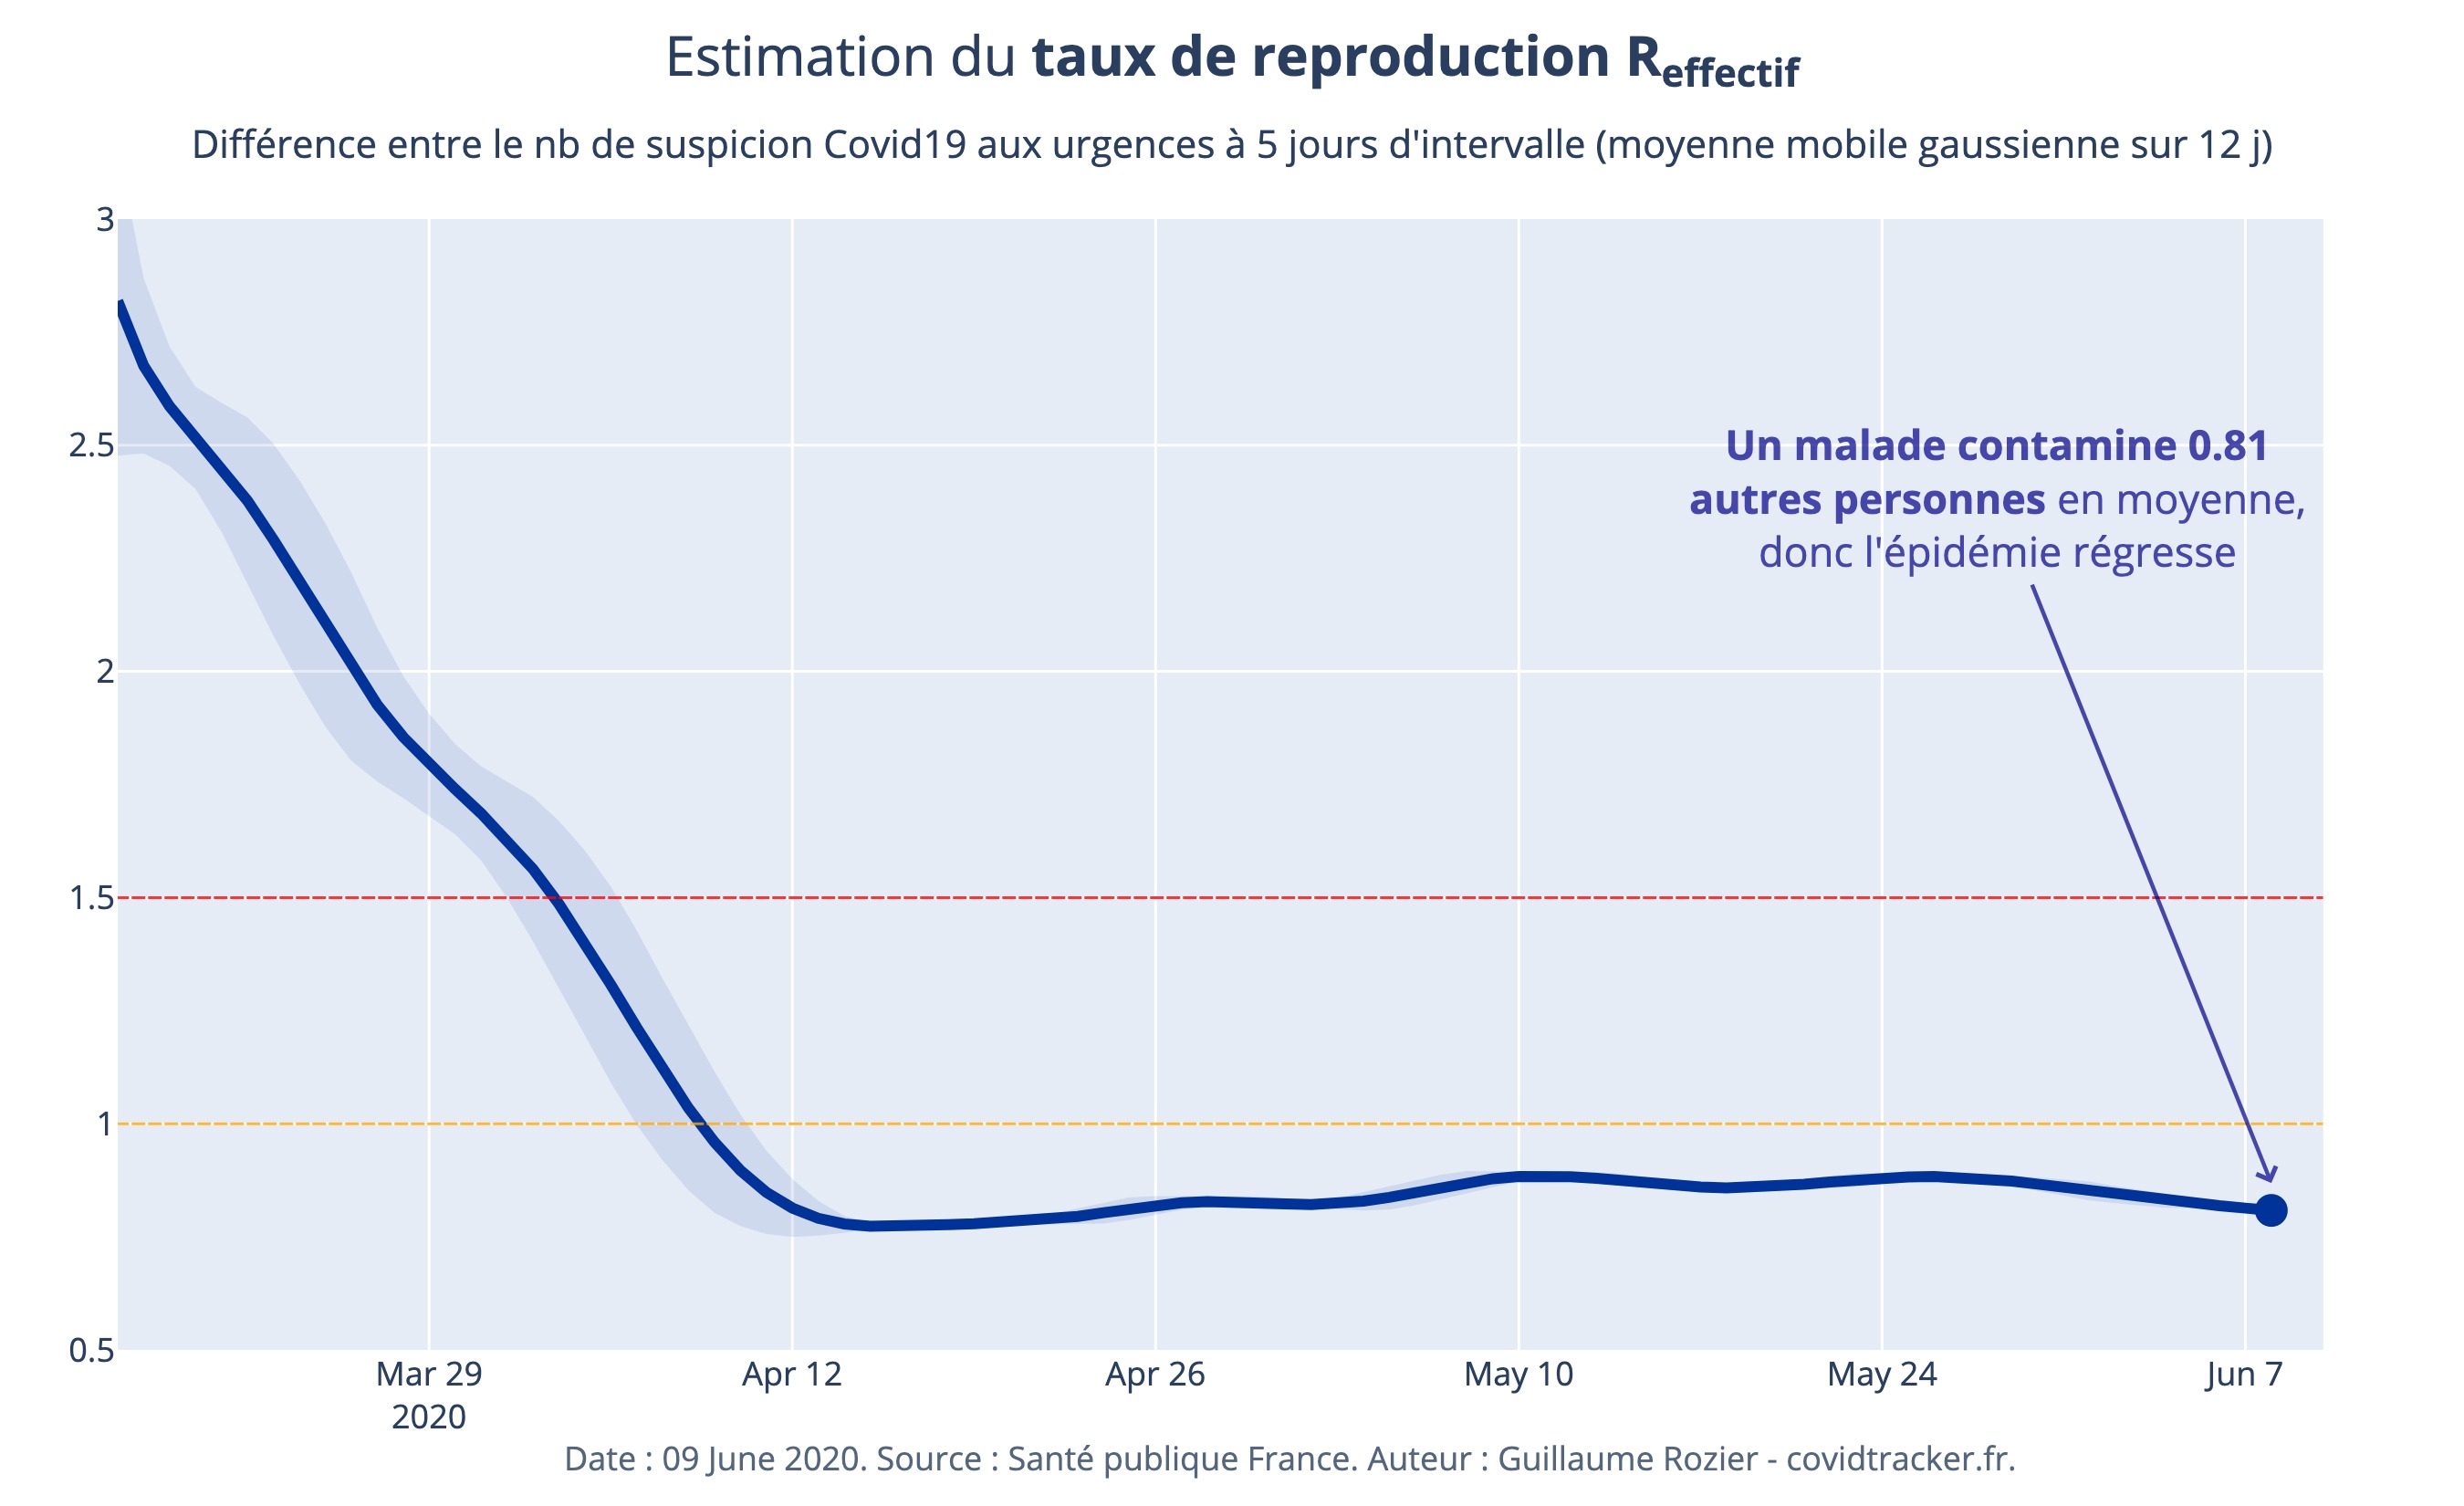 Estimation du taux de reproduction Reffectif
Différence entre le nb de suspicion Covid19 aux urgences à 5 jours d'intervalle (moyenne mobile gaussienne sur 12 j)
3
2.5
2
1.5
1
0.5
Un malade contamine 0.81
autres personnes en moyenne,
donc l'épidémie régresse
Mar 29 Apr 12 Apr 26 May 10 May 24 Jun 7
2020
Date : 09 June 2020. Source : Santé publique France. Auteur : Guillaume Rozier - covidtracker.fr.